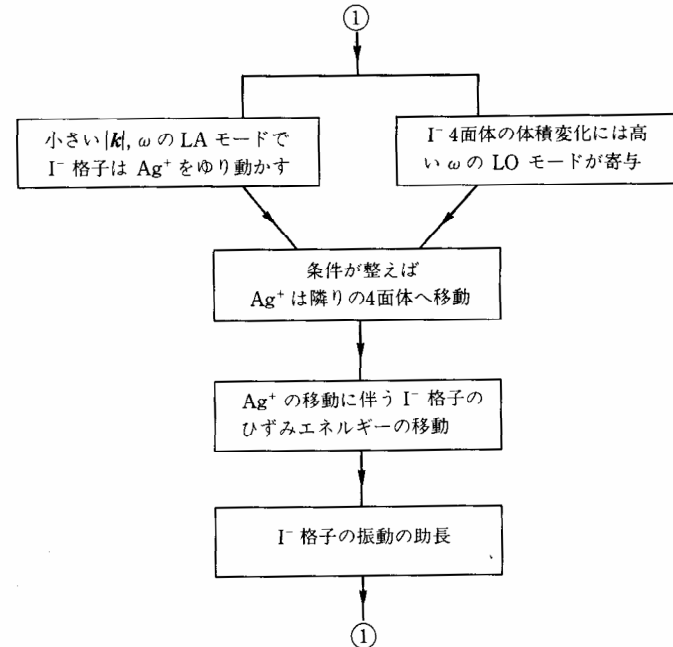 ①
小さい|k|, ω の LA モードで
I⁻ 格子は Ag⁺ をゆり動かす
I⁻ 4面体の体積変化には高
い ω の LO モードが寄与
条件が整えば
Ag⁺ は隣りの4面体へ移動
Ag⁺ の移動に伴う I⁻ 格子の
ひずみエネルギーの移動
I⁻ 格子の振動の助長
①